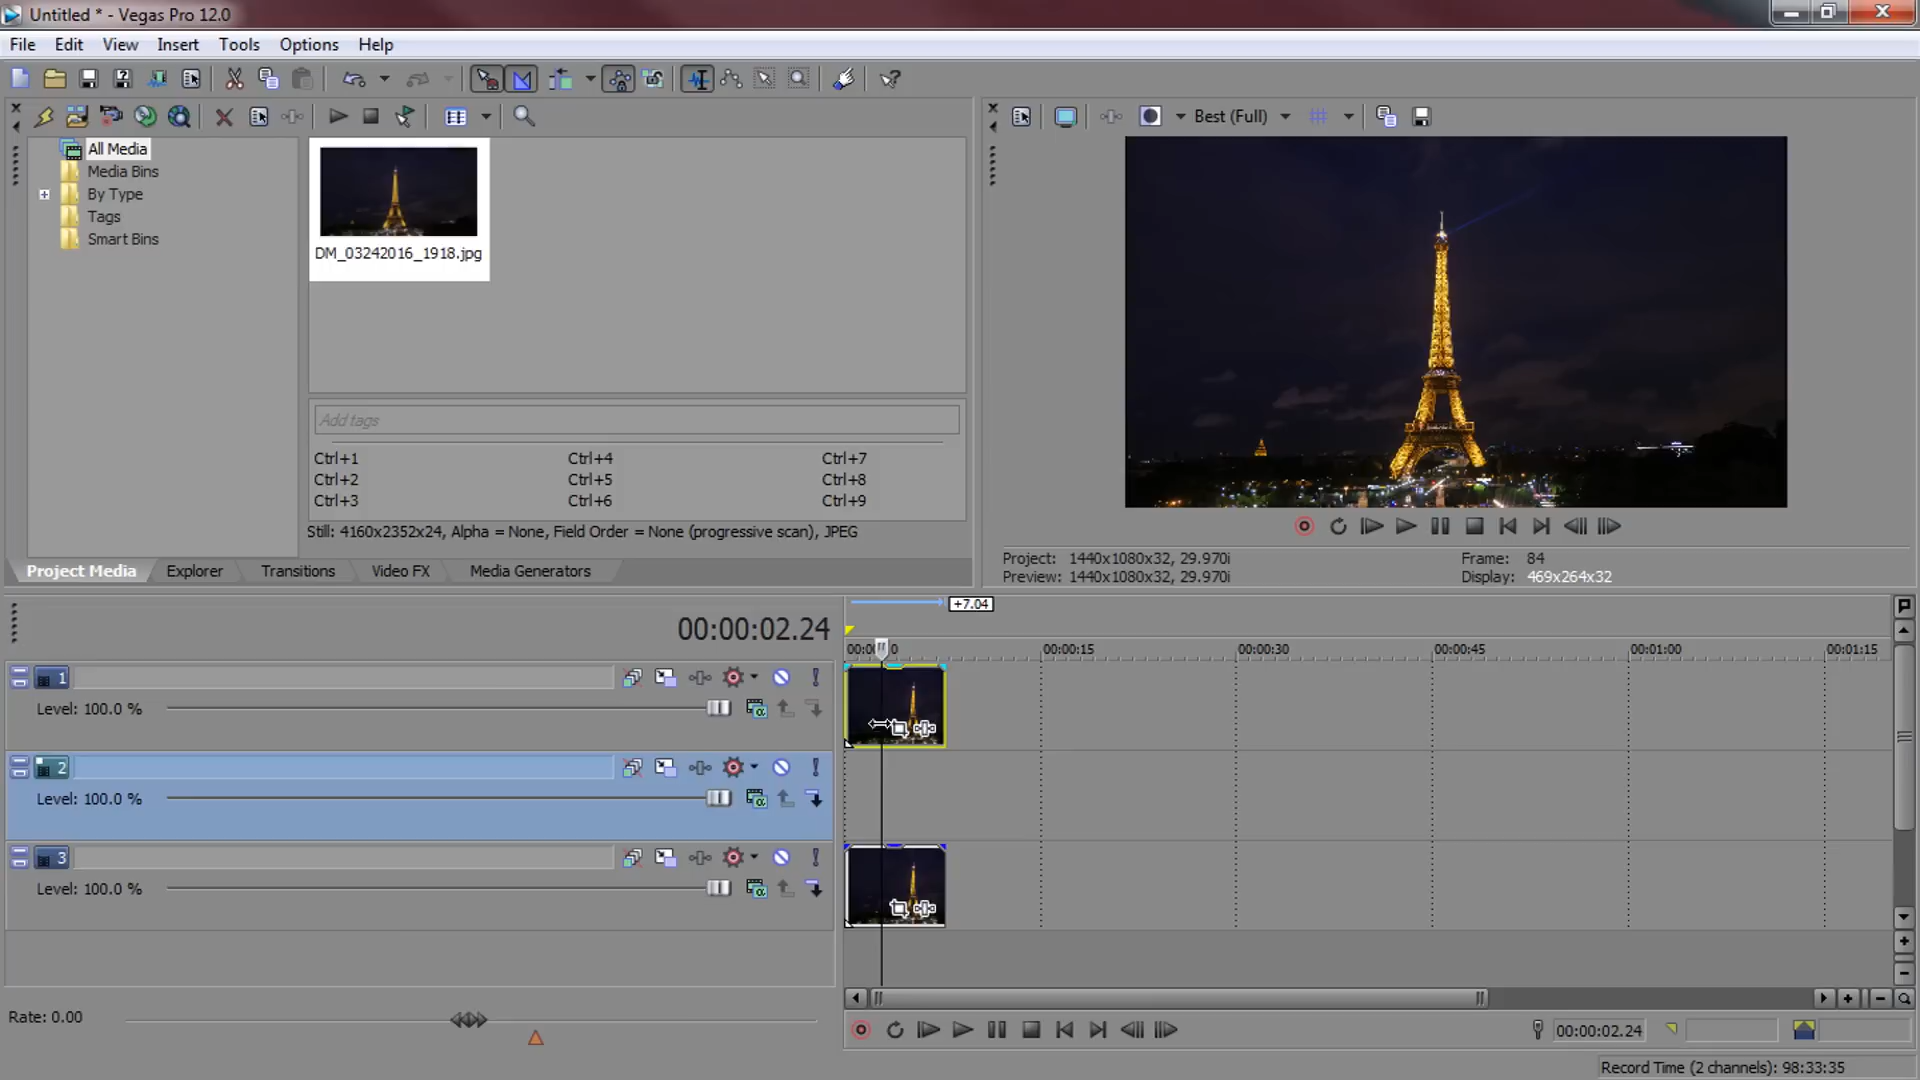 Untitled * - Vegas Pro 12.0
File Edit View Insert Tools Options Help
Best (Full)
All Media
Media Bins
By Type
Tags
Smart Bins
DM_03242016_1918.jpg
Add tags
Ctrl+1 Ctrl+4 Ctrl+7
Ctrl+2 Ctrl+5 Ctrl+8
Ctrl+3 Ctrl+6 Ctrl+9
Still: 4160x2352x24, Alpha = None, Field Order = None (progressive scan), JPEG
Project Media Explorer Transitions Video FX Media Generators
Project: 1440x1080x32, 29.970i Frame: 84
Preview: 1440x1080x32, 29.970i Display: 469x264x32
+7.04
00:00:02.24
00:00:15 00:00:30 00:00:45 00:01:00 00:01:15
1
Level: 100.0 %
2
Level: 100.0 %
3
Level: 100.0 %
Rate: 0.00
00:00:02.24
Record Time (2 channels): 98:33:35